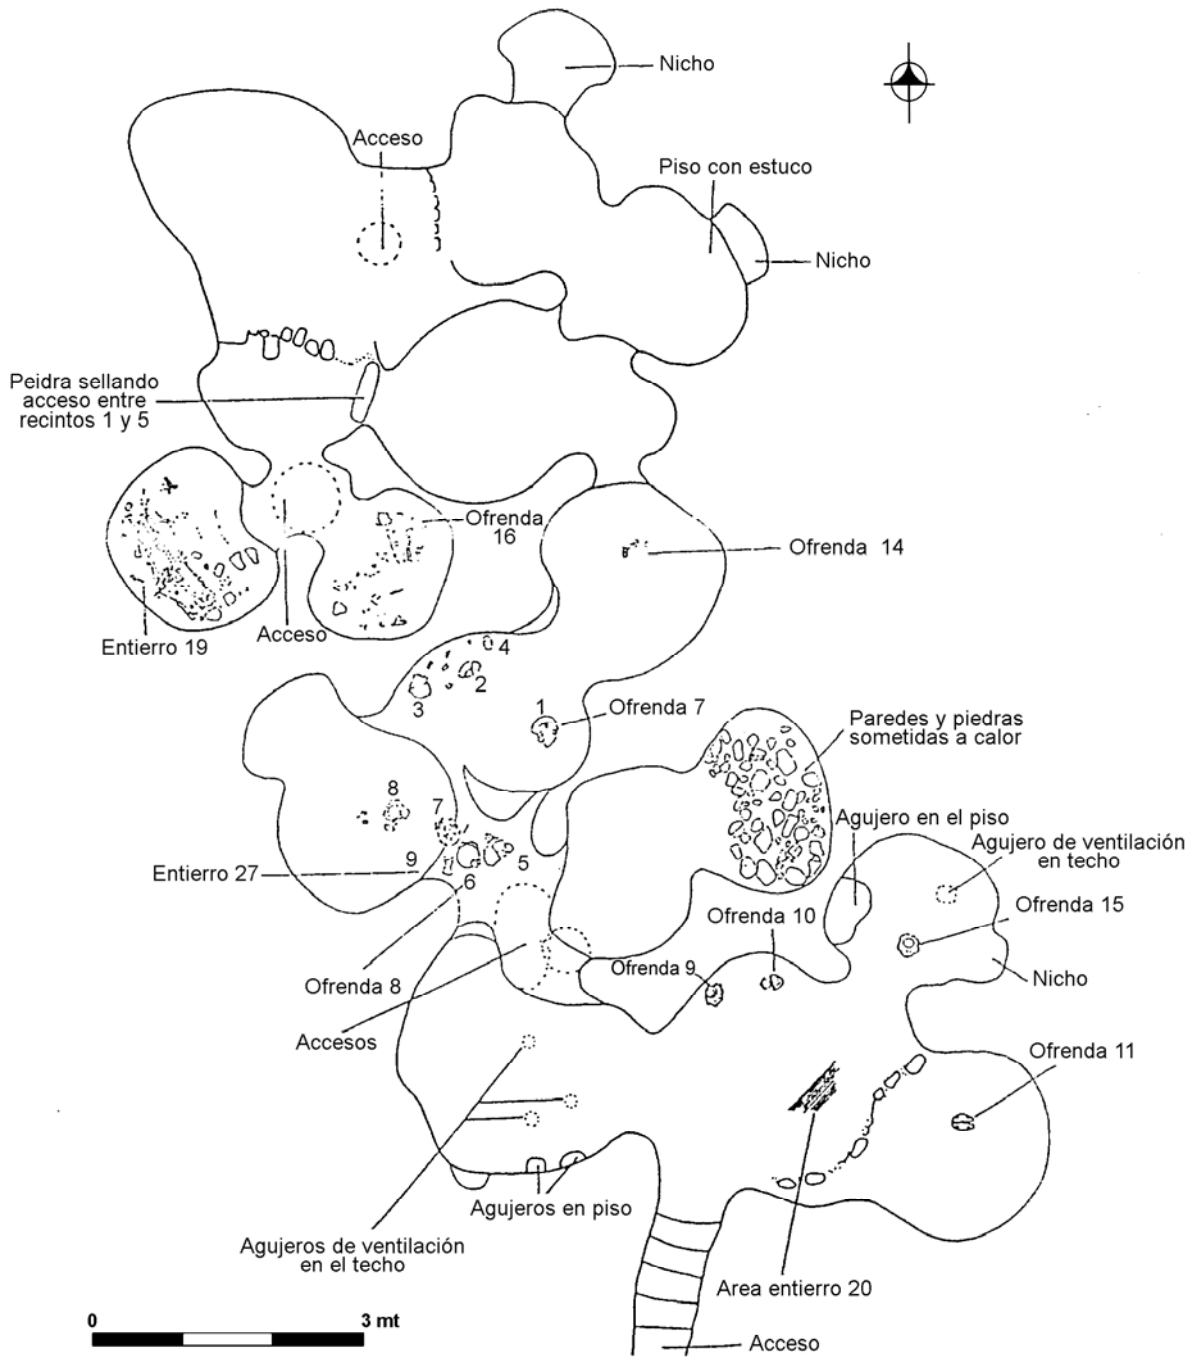 Nicho
Acceso
Piso con estuco
Nicho
Peidra sellando
acceso entre
recintos 1 y 5
Ofrenda
16
Ofrenda 14
Entierro 19
Acceso
4
2
3
1
Ofrenda 7
Paredes y piedras
sometidas a calor
8
7
Agujero en el piso
Agujero de ventilación
en techo
9
5
Entierro 27
6
Ofrenda 15
Ofrenda 10
Ofrenda 9
Nicho
Ofrenda 8
Accesos
Ofrenda 11
Agujeros en piso
Agujeros de ventilación
en el techo
Area entierro 20
0
3 mt
Acceso